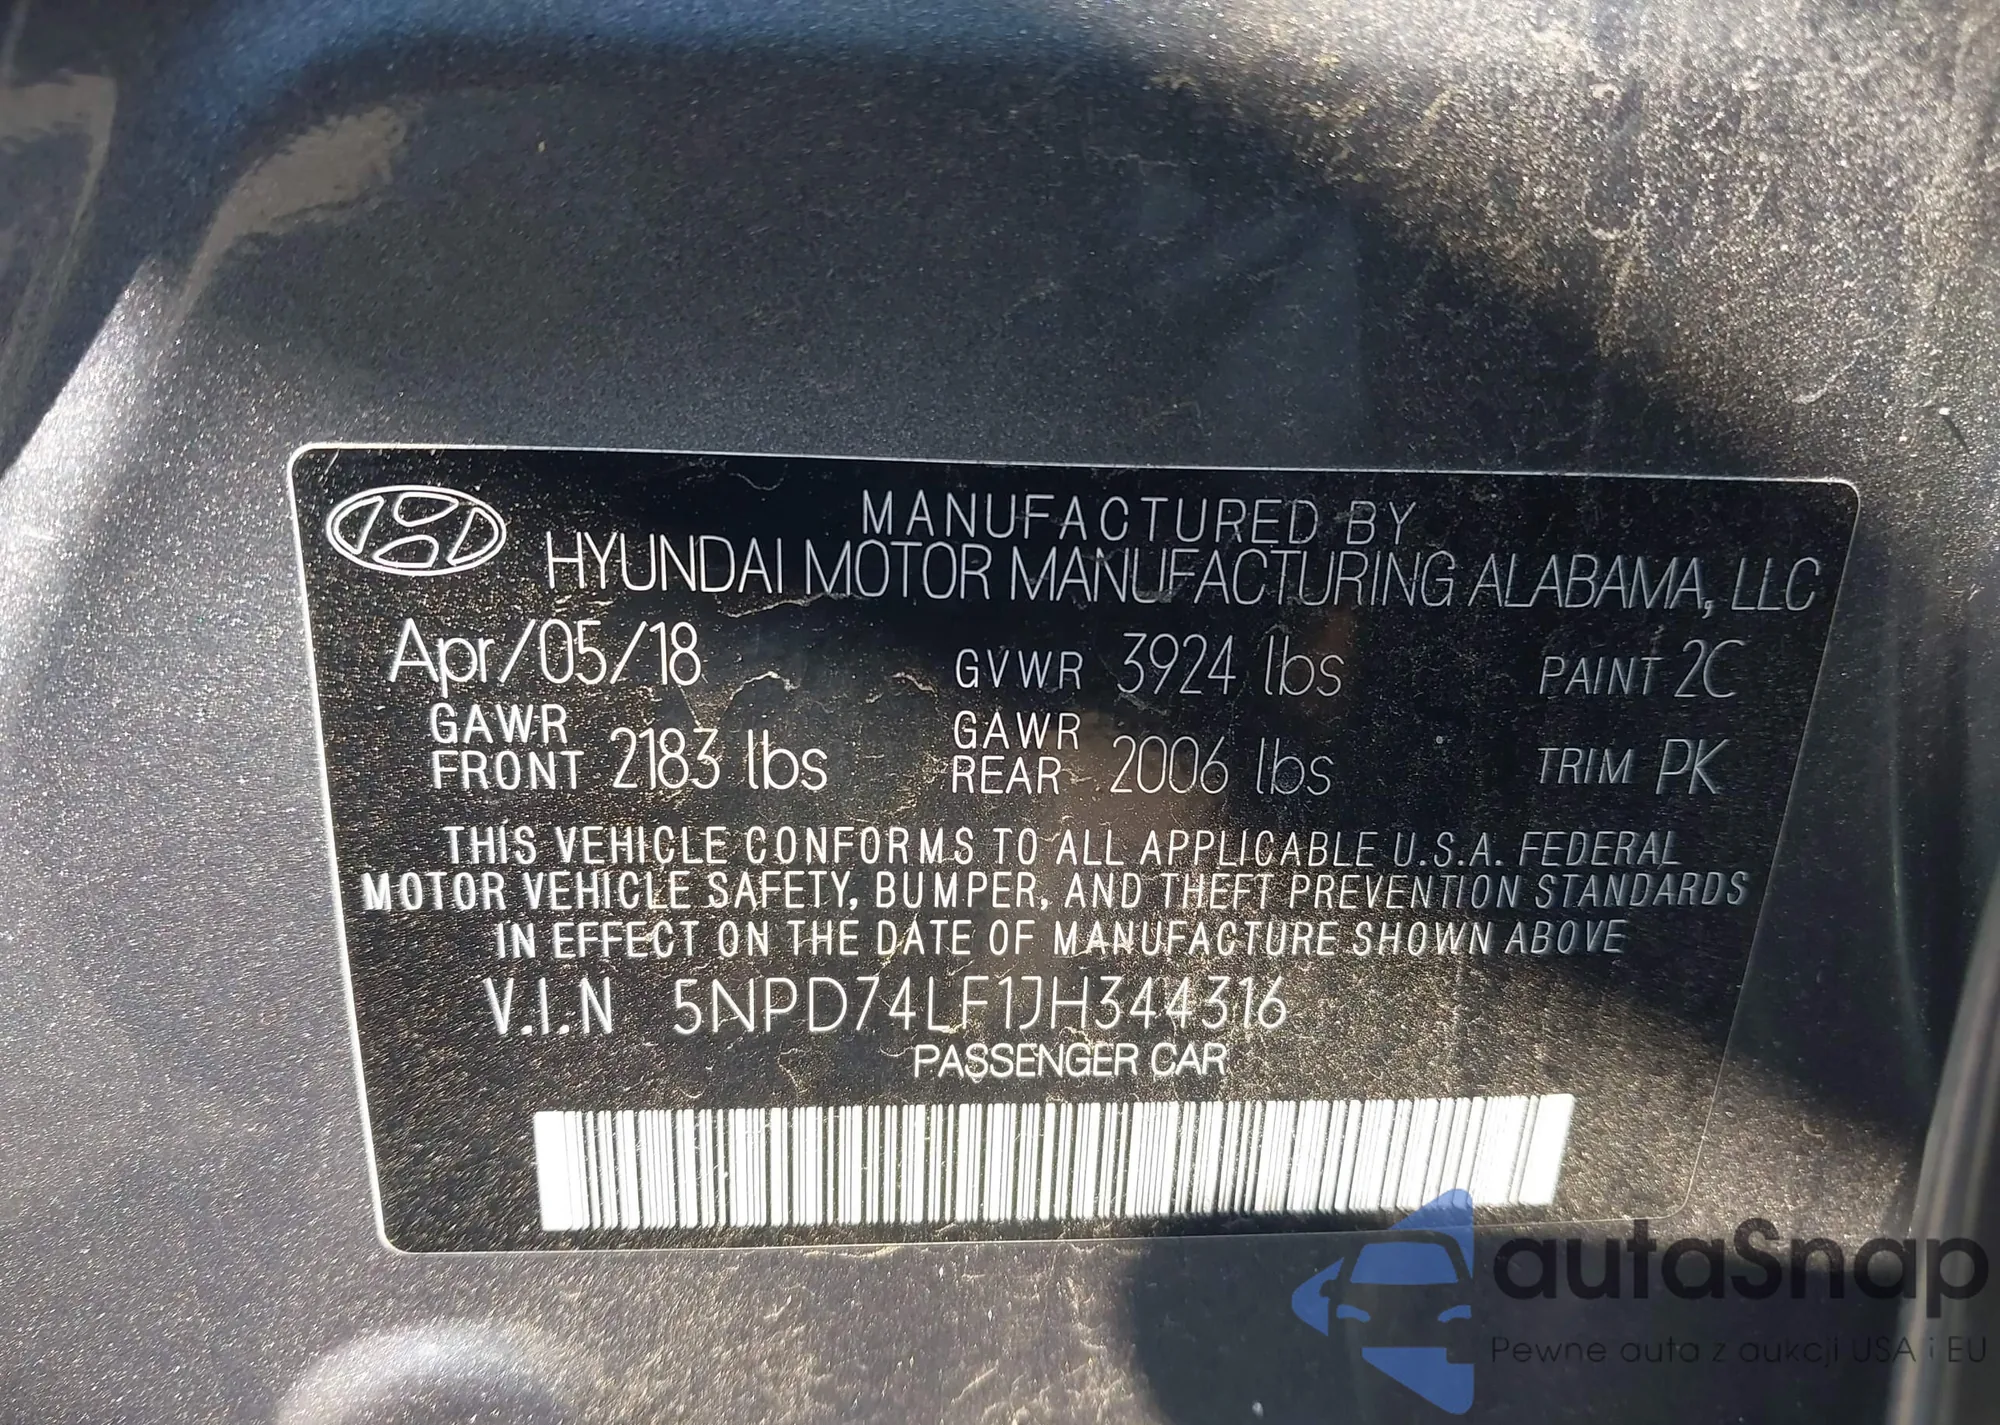 MANUFACTURED BY
HYUNDAI MOTOR MANUFACTURING ALABAMA, LLC
Apr/05/18 GVWR 3924 lbs PAINT 2C
GAWR FRONT 2183 lbs GAWR REAR 2006 lbs TRIM PK
THIS VEHICLE CONFORMS TO ALL APPLICABLE U.S.A. FEDERAL
MOTOR VEHICLE SAFETY, BUMPER, AND THEFT PREVENTION STANDARDS
IN EFFECT ON THE DATE OF MANUFACTURE SHOWN ABOVE
V.I.N 5NPD74LF1JH344316
PASSENGER CAR
autaSnap
Pewne auta z aukcji USA i EU